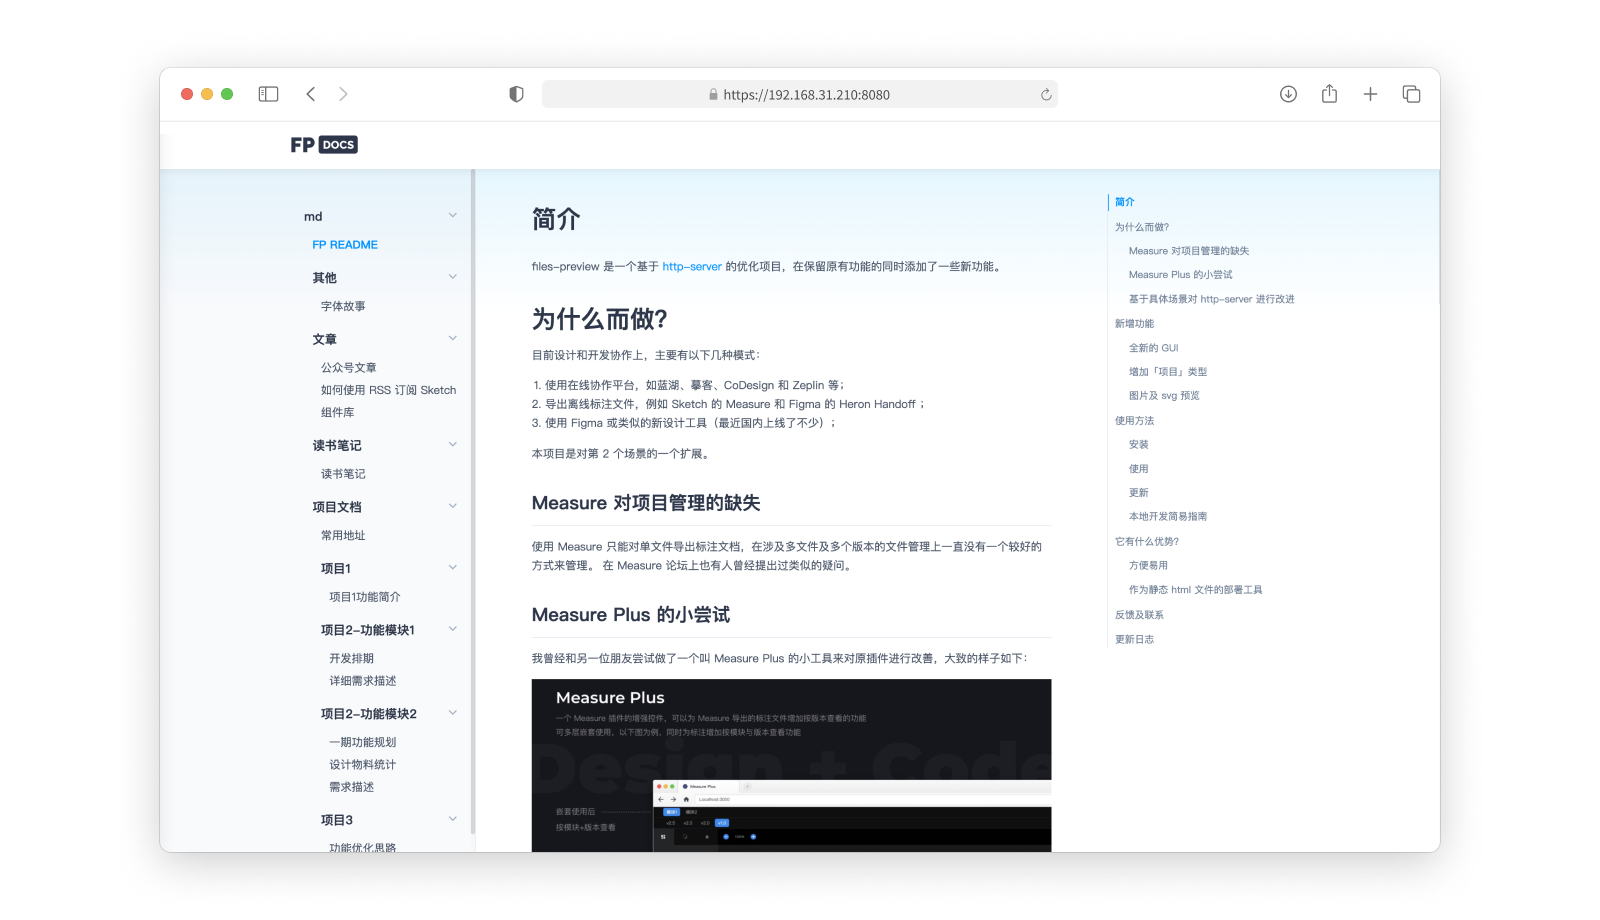 https://192.168.31.210:8080
FP DOCS
md
FP README
其他
字体故事
文章
公众号文章
如何使用 RSS 订阅 Sketch
组件库
读书笔记
读书笔记
项目文档
常用地址
项目1
项目1功能简介
项目2-功能模块1
开发排期
详细需求描述
项目2-功能模块2
一期功能规划
设计物料统计
需求描述
项目3
功能优化思路
简介
files-preview 是一个基于 http-server 的优化项目，在保留原有功能的同时添加了一些新功能。
为什么而做?
目前设计和开发协作上，主要有以下几种模式：
1. 使用在线协作平台，如蓝湖、摹客、CoDesign 和 Zeplin 等；
2. 导出离线标注文件，例如 Sketch 的 Measure 和 Figma 的 Heron Handoff ；
3. 使用 Figma 或类似的新设计工具（最近国内上线了不少）；
本项目是对第 2 个场景的一个扩展。
Measure 对项目管理的缺失
使用 Measure 只能对单文件导出标注文档，在涉及多文件及多个版本的文件管理上一直没有一个较好的
方式来管理。 在 Measure 论坛上也有人曾经提出过类似的疑问。
Measure Plus 的小尝试
我曾经和另一位朋友尝试做了一个叫 Measure Plus 的小工具来对原插件进行改善，大致的样子如下：
Measure Plus
一个 Measure 插件的增强控件，可以为 Measure 导出的标注文件增加按版本查看的功能
可多层嵌套使用，以下图为例，同时为标注增加按模块与版本查看功能
Design + Code
Measure Plus
Localhost:3000
嵌套使用后
按模块+版本查看
简介
为什么而做?
Measure 对项目管理的缺失
Measure Plus 的小尝试
基于具体场景对 http-server 进行改进
新增功能
全新的 GUI
增加「项目」类型
图片及 svg 预览
使用方法
安装
使用
更新
本地开发简易指南
它有什么优势?
方便易用
作为静态 html 文件的部署工具
反馈及联系
更新日志